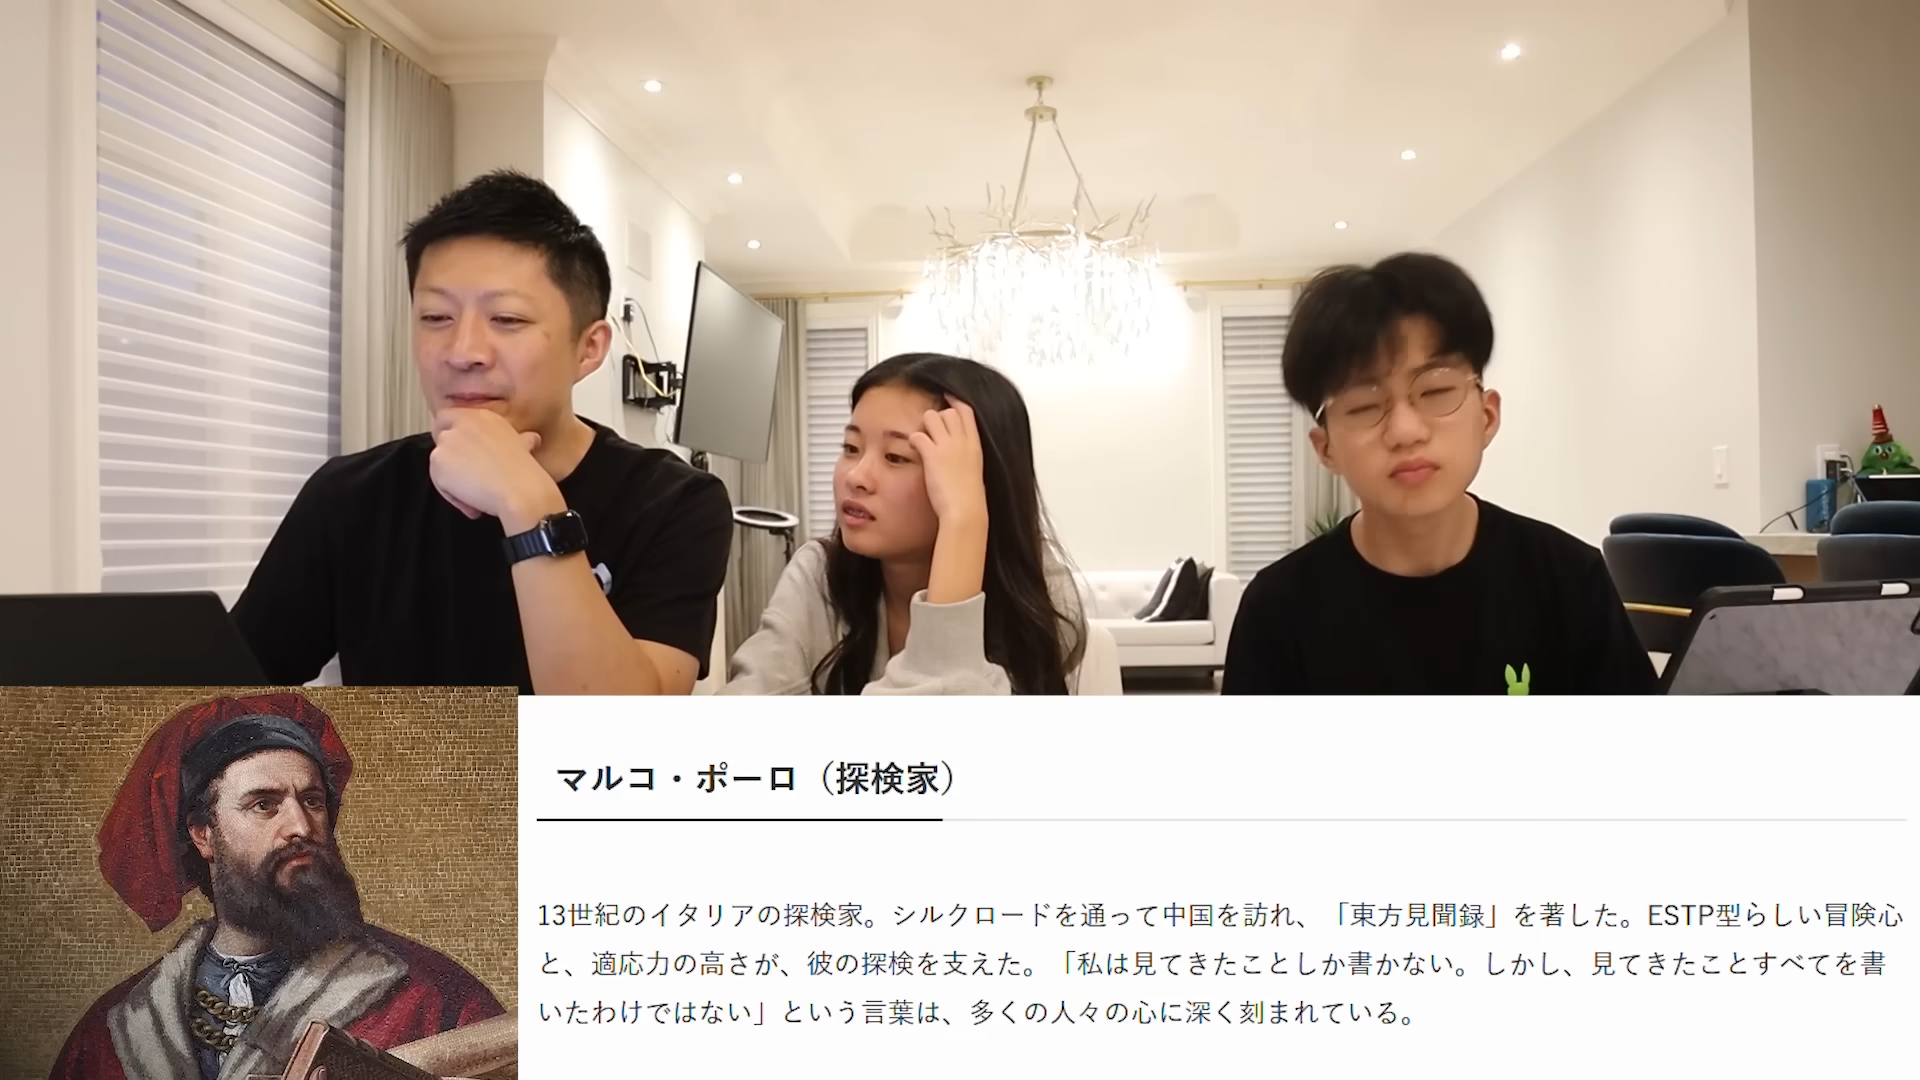 マルコ・ポーロ（探検家）
13世紀のイタリアの探検家。シルクロードを通って中国を訪れ、「東方見聞録」を著した。ESTP型らしい冒険心
と、適応力の高さが、彼の探検を支えた。「私は見てきたことしか書かない。しかし、見てきたことすべてを書
いたわけではない」という言葉は、多くの人々の心に深く刻まれている。